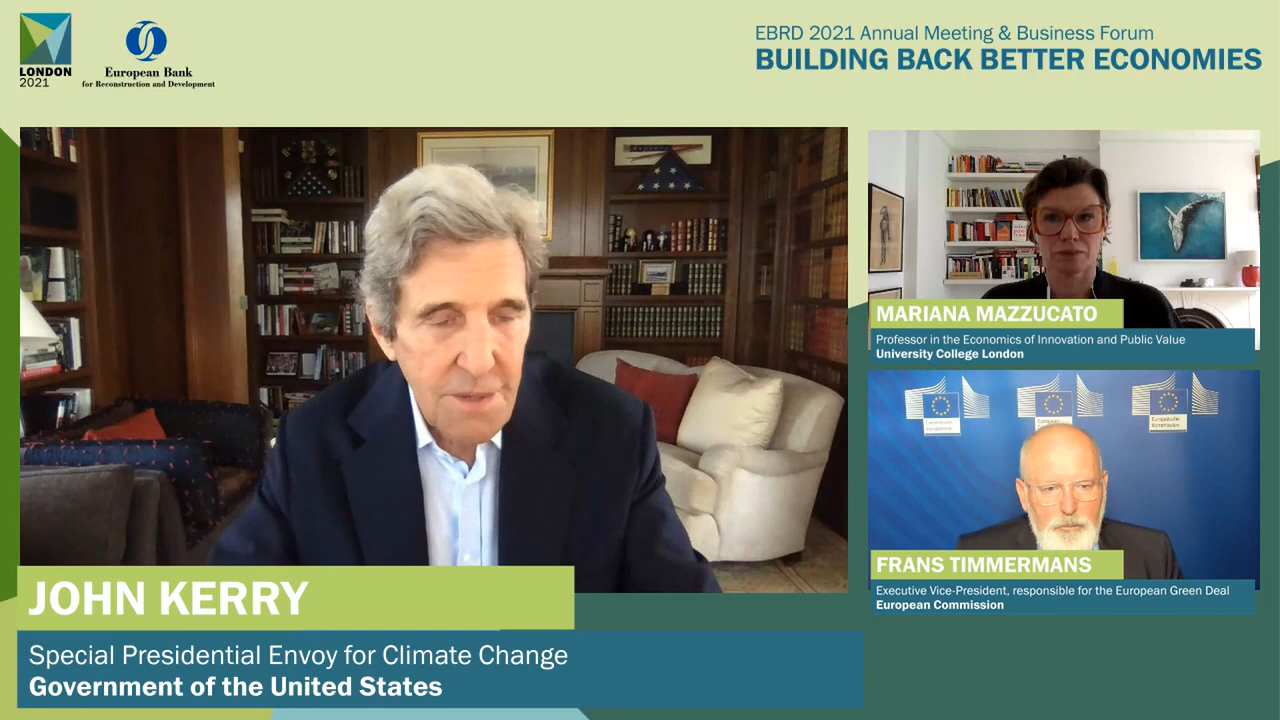 LONDON
2021
European Bank
for Reconstruction and Development
EBRD 2021 Annual Meeting & Business Forum
BUILDING BACK BETTER ECONOMIES
MARIANA MAZZUCATO
Professor in the Economics of Innovation and Public Value
University College London
FRANS TIMMERMANS
Executive Vice-President, responsible for the European Green Deal
European Commission
JOHN KERRY
Special Presidential Envoy for Climate Change
Government of the United States